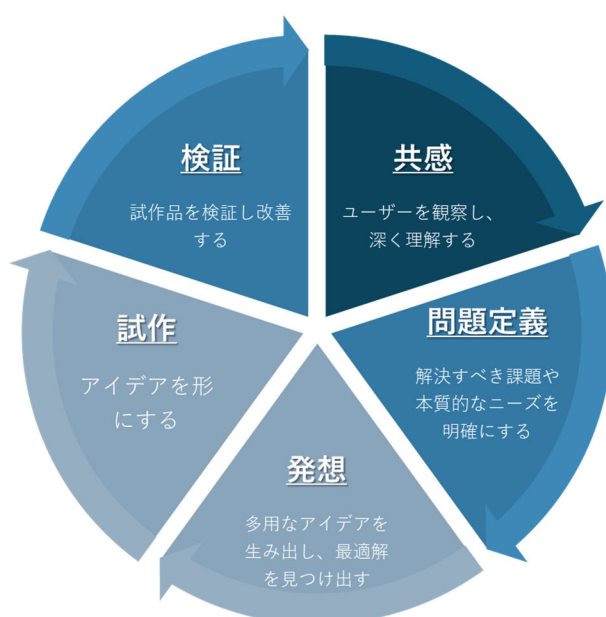 共感
ユーザーを観察し、
深く理解する
問題定義
解決すべき課題や
本質的なニーズを
明確にする
発想
多用なアイデアを
生み出し、最適解
を見つけ出す
試作
アイデアを形
にする
検証
試作品を検証し改善
する